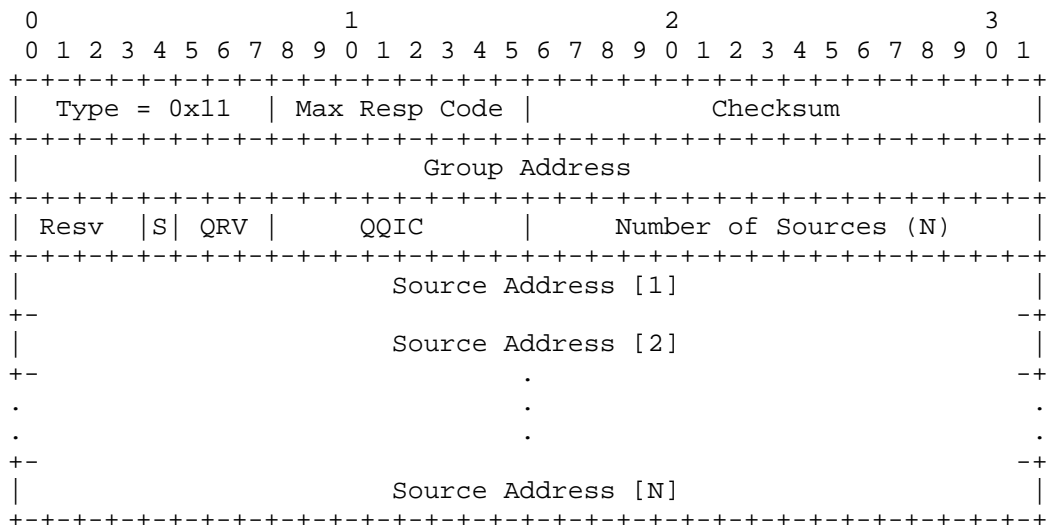 0                   1                   2                   3
 0 1 2 3 4 5 6 7 8 9 0 1 2 3 4 5 6 7 8 9 0 1 2 3 4 5 6 7 8 9 0 1
+-+-+-+-+-+-+-+-+-+-+-+-+-+-+-+-+-+-+-+-+-+-+-+-+-+-+-+-+-+-+-+-+
|  Type = 0x11  | Max Resp Code |           Checksum            |
+-+-+-+-+-+-+-+-+-+-+-+-+-+-+-+-+-+-+-+-+-+-+-+-+-+-+-+-+-+-+-+-+
|                         Group Address                         |
+-+-+-+-+-+-+-+-+-+-+-+-+-+-+-+-+-+-+-+-+-+-+-+-+-+-+-+-+-+-+-+-+
| Resv  |S| QRV |     QQIC      |     Number of Sources (N)     |
+-+-+-+-+-+-+-+-+-+-+-+-+-+-+-+-+-+-+-+-+-+-+-+-+-+-+-+-+-+-+-+-+
|                       Source Address [1]                      |
+-                                                             -+
|                       Source Address [2]                      |
+-                              .                              -+
.                               .                               .
.                               .                               .
+-                                                             -+
|                       Source Address [N]                      |
+-+-+-+-+-+-+-+-+-+-+-+-+-+-+-+-+-+-+-+-+-+-+-+-+-+-+-+-+-+-+-+-+